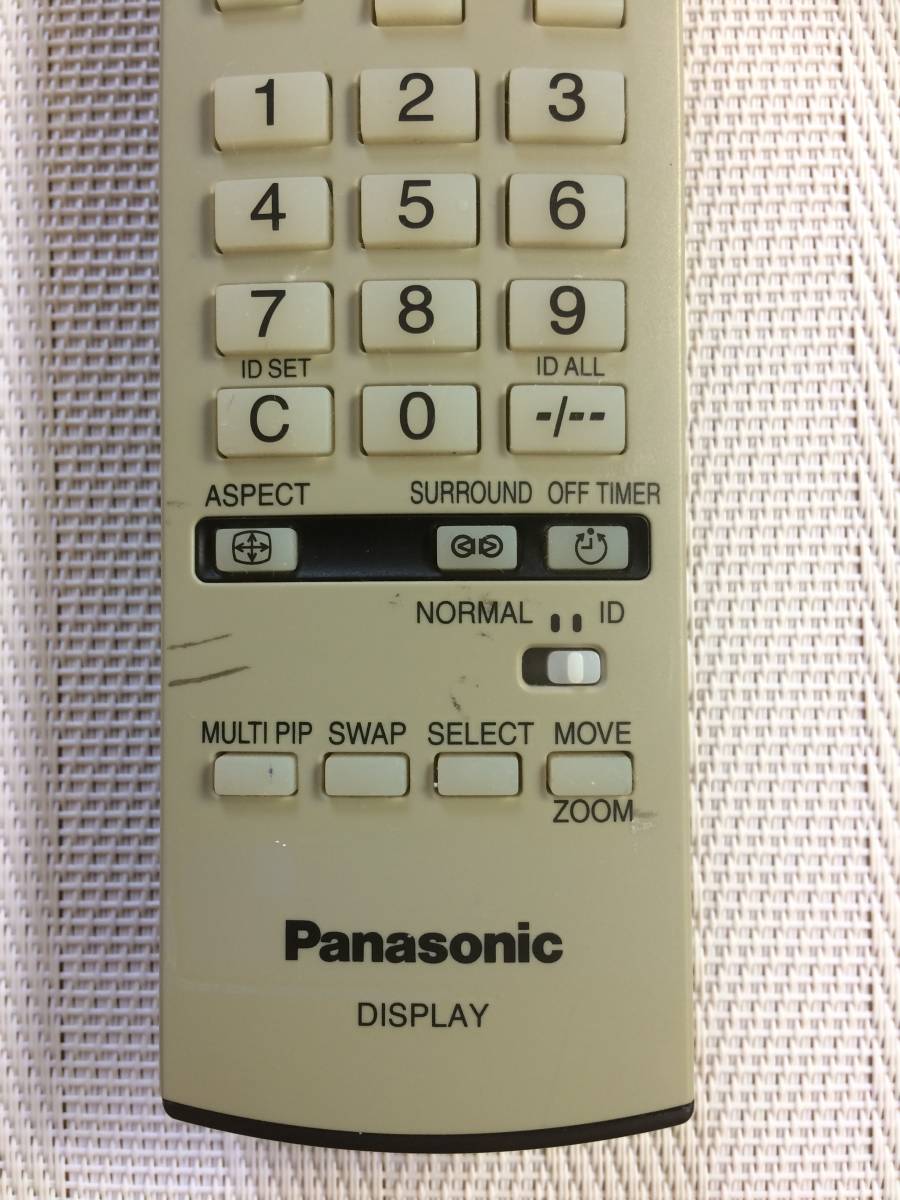 1 2 3
4 5 6
7 8 9
ID SET ID ALL
C 0 -/--
ASPECT SURROUND OFF TIMER
NORMAL ID
MULTI PIP SWAP SELECT MOVE
ZOOM
Panasonic
DISPLAY